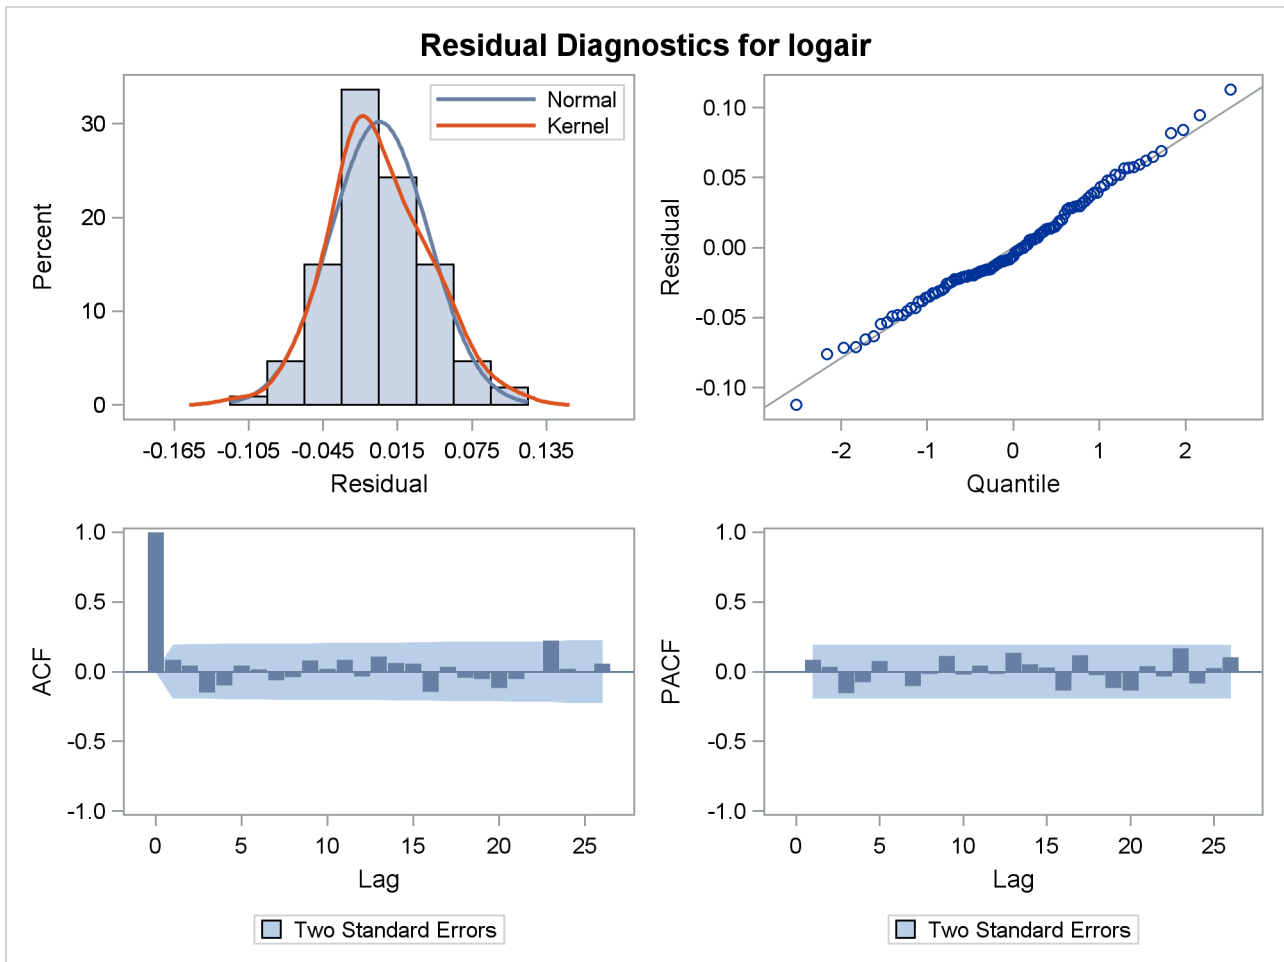 Residual Diagnostics for logair
Normal
Kernel
30
20
10
0
Percent
-0.165 -0.105 -0.045 0.015 0.075 0.135
Residual
0.10
0.05
0.00
-0.05
-0.10
Residual
-2 -1 0 1 2
Quantile
1.0
0.5
0.0
-0.5
-1.0
ACF
0 5 10 15 20 25
Lag
Two Standard Errors
1.0
0.5
0.0
-0.5
-1.0
PACF
0 5 10 15 20 25
Lag
Two Standard Errors